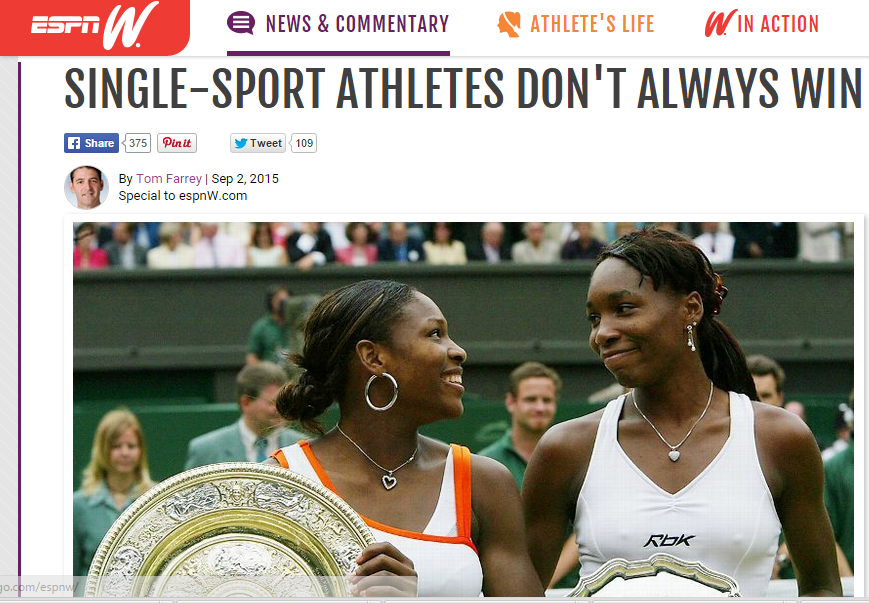 ESPN W.
NEWS & COMMENTARY
ATHLETE'S LIFE
W. IN ACTION
SINGLE-SPORT ATHLETES DON'T ALWAYS WIN
Share 375 Pin it Tweet 109
By Tom Farrey | Sep 2, 2015
Special to espnW.com
RBK
go.com/espnw/